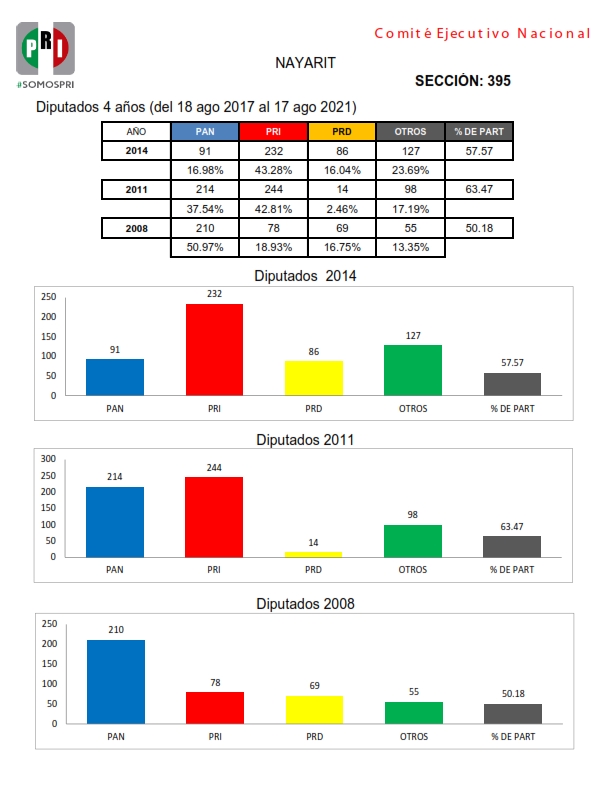 Comité Ejecutivo Nacional
PRI
#SOMOSPRI
NAYARIT
SECCIÓN: 395
Diputados 4 años (del 18 ago 2017 al 17 ago 2021)
AÑO PAN PRI PRD OTROS % DE PART
2014 91 232 86 127 57.57
16.98% 43.28% 16.04% 23.69%
2011 214 244 14 98 63.47
37.54% 42.81% 2.46% 17.19%
2008 210 78 69 55 50.18
50.97% 18.93% 16.75% 13.35%
Diputados 2014
250
200
150
100
50
0
91
232
86
127
57.57
PAN PRI PRD OTROS % DE PART
Diputados 2011
300
250
200
150
100
50
0
214
244
14
98
63.47
PAN PRI PRD OTROS % DE PART
Diputados 2008
250
200
150
100
50
0
210
78
69
55
50.18
PAN PRI PRD OTROS % DE PART